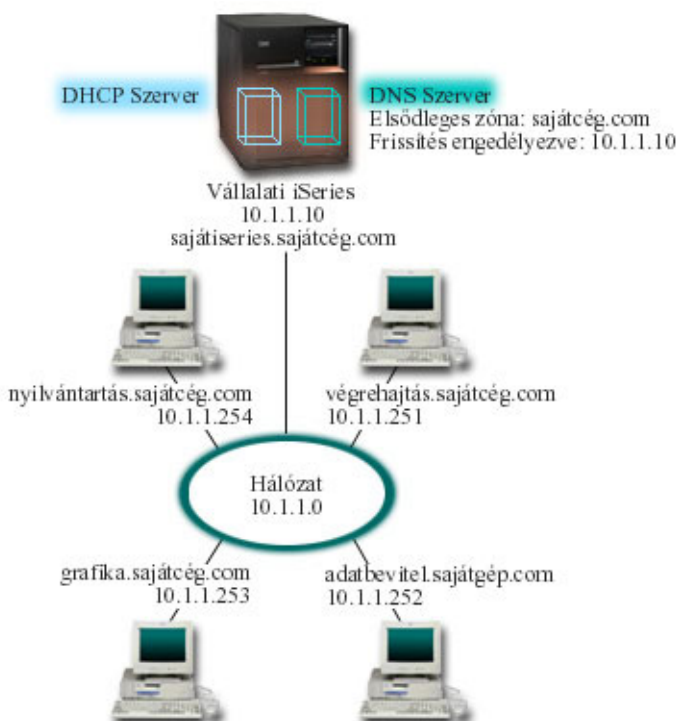 DHCP Szerver
DNS Szerver
Elsődleges zóna: sajátcég.com
Frissítés engedélyezve: 10.1.1.10
Vállalati iSeries
10.1.1.10
sajátiseries.sajátcég.com
nyilvántartás.sajátcég.com
10.1.1.254
végrehajtás.sajátcég.com
10.1.1.251
Hálózat
10.1.1.0
grafika.sajátcég.com
10.1.1.253
adatbevitel.sajátgép.com
10.1.1.252